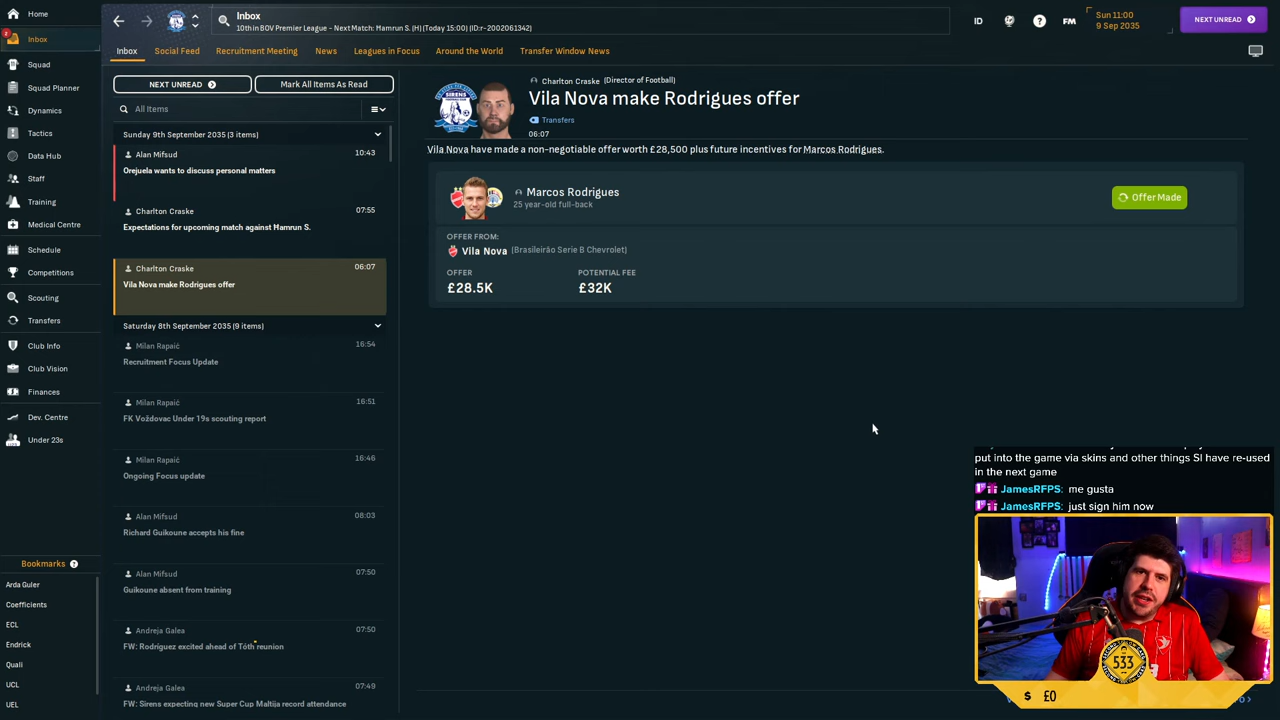 Home
Inbox
2
Squad
Squad Planner
Dynamics
Tactics
Data Hub
Staff
Training
Medical Centre
Schedule
Competitions
Scouting
Transfers
Club Info
Club Vision
Finances
Dev. Centre
Under 23s
Bookmarks ?
Arda Guler
Coefficients
ECL
Endrick
Quali
UCL
UEL
Inbox
10th in BOV Premier League - Next Match: Hamrun S. (H) (Today 15:00) (ID:r-2002061342)
ID
?
FM
Sun 11:00
9 Sep 2035
NEXT UNREAD
Inbox
Social Feed
Recruitment Meeting
News
Leagues in Focus
Around the World
Transfer Window News
NEXT UNREAD
Mark All Items As Read
All Items
Sunday 9th September 2035 (3 items)
Alan Mifsud 10:43
Orejuela wants to discuss personal matters
Charlton Craske 07:55
Expectations for upcoming match against Ħamrun S.
Charlton Craske 06:07
Vila Nova make Rodrigues offer
Saturday 8th September 2035 (9 items)
Milan Rapaić 16:54
Recruitment Focus Update
Milan Rapaić 16:51
FK Voždovac Under 19s scouting report
Milan Rapaić 16:46
Ongoing Focus update
Alan Mifsud 08:03
Richard Guikoune accepts his fine
Alan Mifsud 07:50
Guikoune absent from training
Andreja Galea 07:50
FW: Rodríguez excited ahead of Tóth reunion
Andreja Galea 07:49
FW: Sirens expecting new Super Cup Maltija record attendance
SIRENS
Charlton Craske (Director of Football)
Vila Nova make Rodrigues offer
Transfers
06:07
Vila Nova have made a non-negotiable offer worth £28,500 plus future incentives for Marcos Rodrigues.
Marcos Rodrigues
25 year-old full-back
Offer Made
OFFER FROM:
Vila Nova (Brasileirão Serie B Chevrolet)
OFFER
POTENTIAL FEE
£28.5K
£32K
put into the game via skins and other things SI have re-used
in the next game
JamesRFPS: me gusta
JamesRFPS: just sign him now
533
$ £0